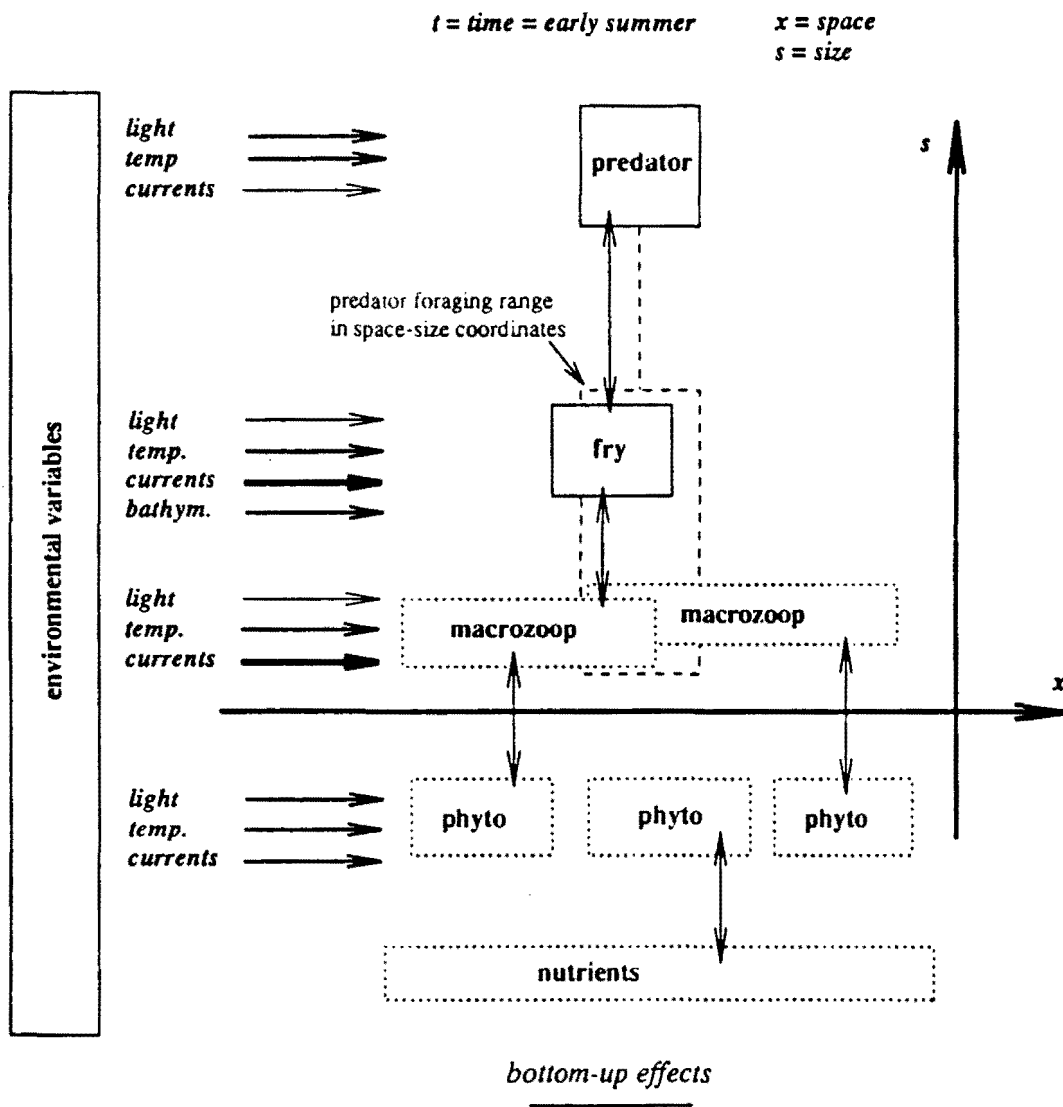 t = time = early summer
x = space
s = size
environmental variables
light
temp
currents
predator
s
predator foraging range
in space-size coordinates
light
temp.
currents
bathym.
fry
light
temp.
currents
macrozoop
macrozoop
x
light
temp.
currents
phyto
phyto
phyto
nutrients
bottom-up effects